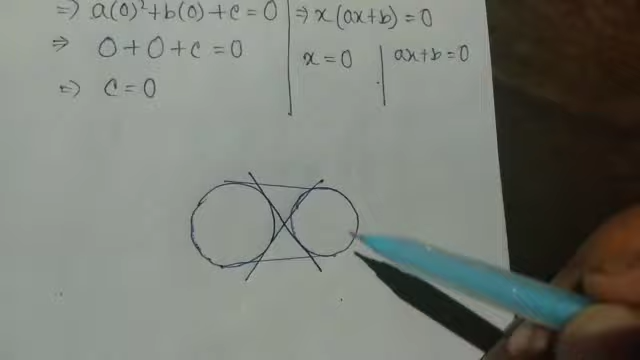 => a(0)²+b(0)+c=0
=> 0+0+c=0
=> c=0
=> x(ax+b)=0
x=0 | ax+b=0